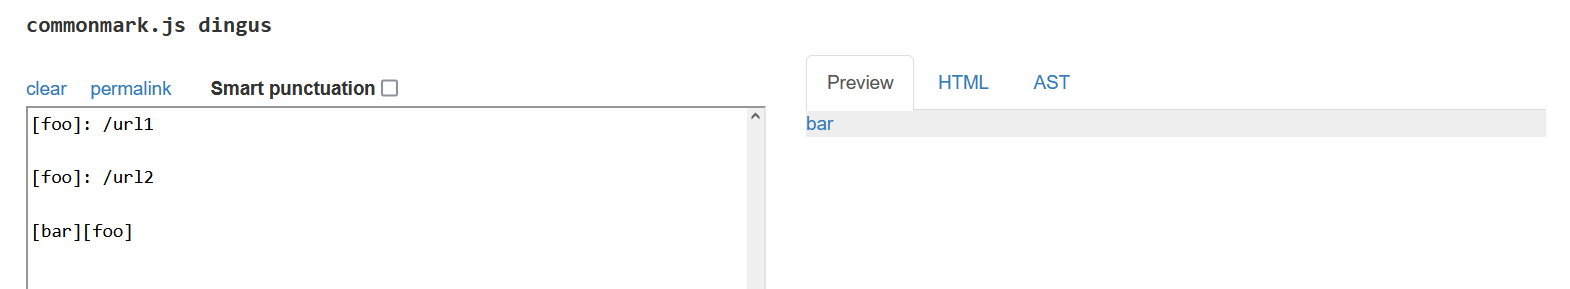 commonmark.js dingus
clear permalink Smart punctuation
Preview HTML AST
[foo]: /url1
[foo]: /url2
[bar][foo]
bar